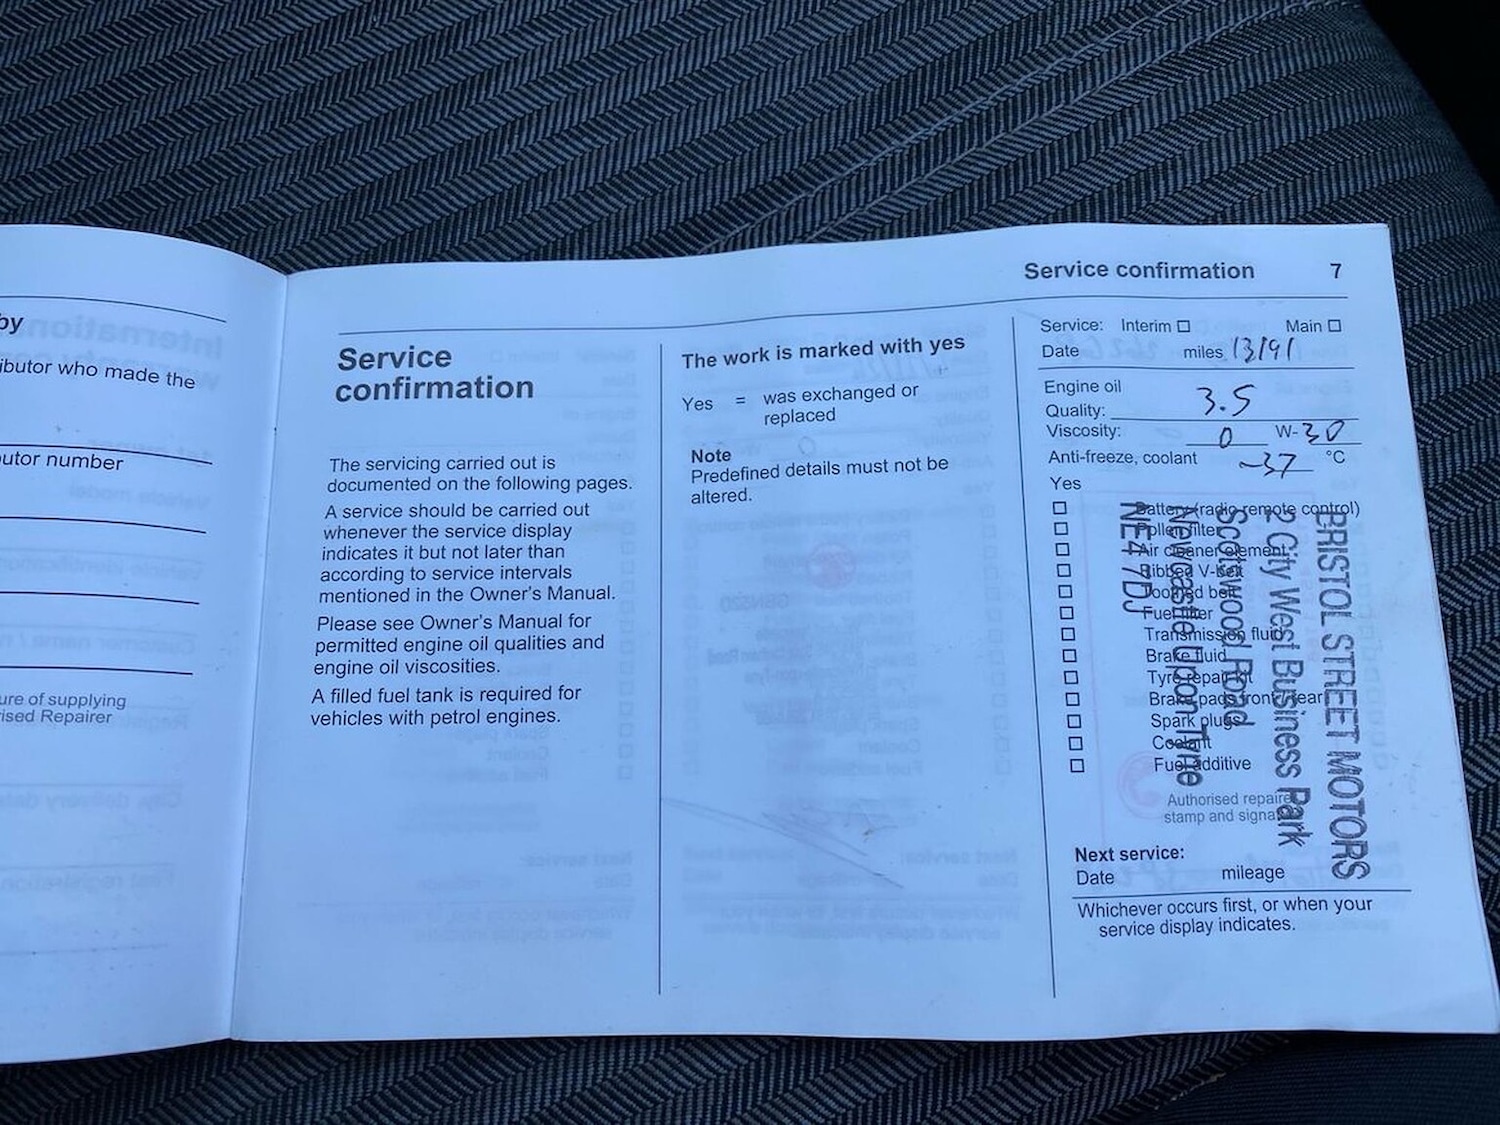 by
ibutor who made the
utor number
ure of supplying
ised Repairer
Service confirmation 7
Service
confirmation
The servicing carried out is
documented on the following pages.
A service should be carried out
whenever the service display
indicates it but not later than
according to service intervals
mentioned in the Owner's Manual.
Please see Owner's Manual for
permitted engine oil qualities and
engine oil viscosities.
A filled fuel tank is required for
vehicles with petrol engines.
The work is marked with yes
Yes = was exchanged or
replaced
Note
Predefined details must not be
altered.
Service: Interim □ Main □
Date miles 13191
Engine oil
Quality: 3.5
Viscosity: 0 W-30
Anti-freeze, coolant -37 °C
Yes
□ Battery (radio remote control)
□ Pollen filter
□ Air cleaner element
□ Ribbed V-belt
□ Toothed belt
□ Fuel filter
□ Transmission fluid
□ Brake fluid
□ Tyre repair kit
□ Brake pads front / rear
□ Spark plugs
□ Coolant
□ Fuel additive
Authorised repairer
stamp and signa
BRISTOL STREET MOTORS
2 City West Business Park
Scotswood Road
Newcastle Upon Tyne
NE4 7DJ
Next service:
Date mileage
Whichever occurs first, or when your
service display indicates.